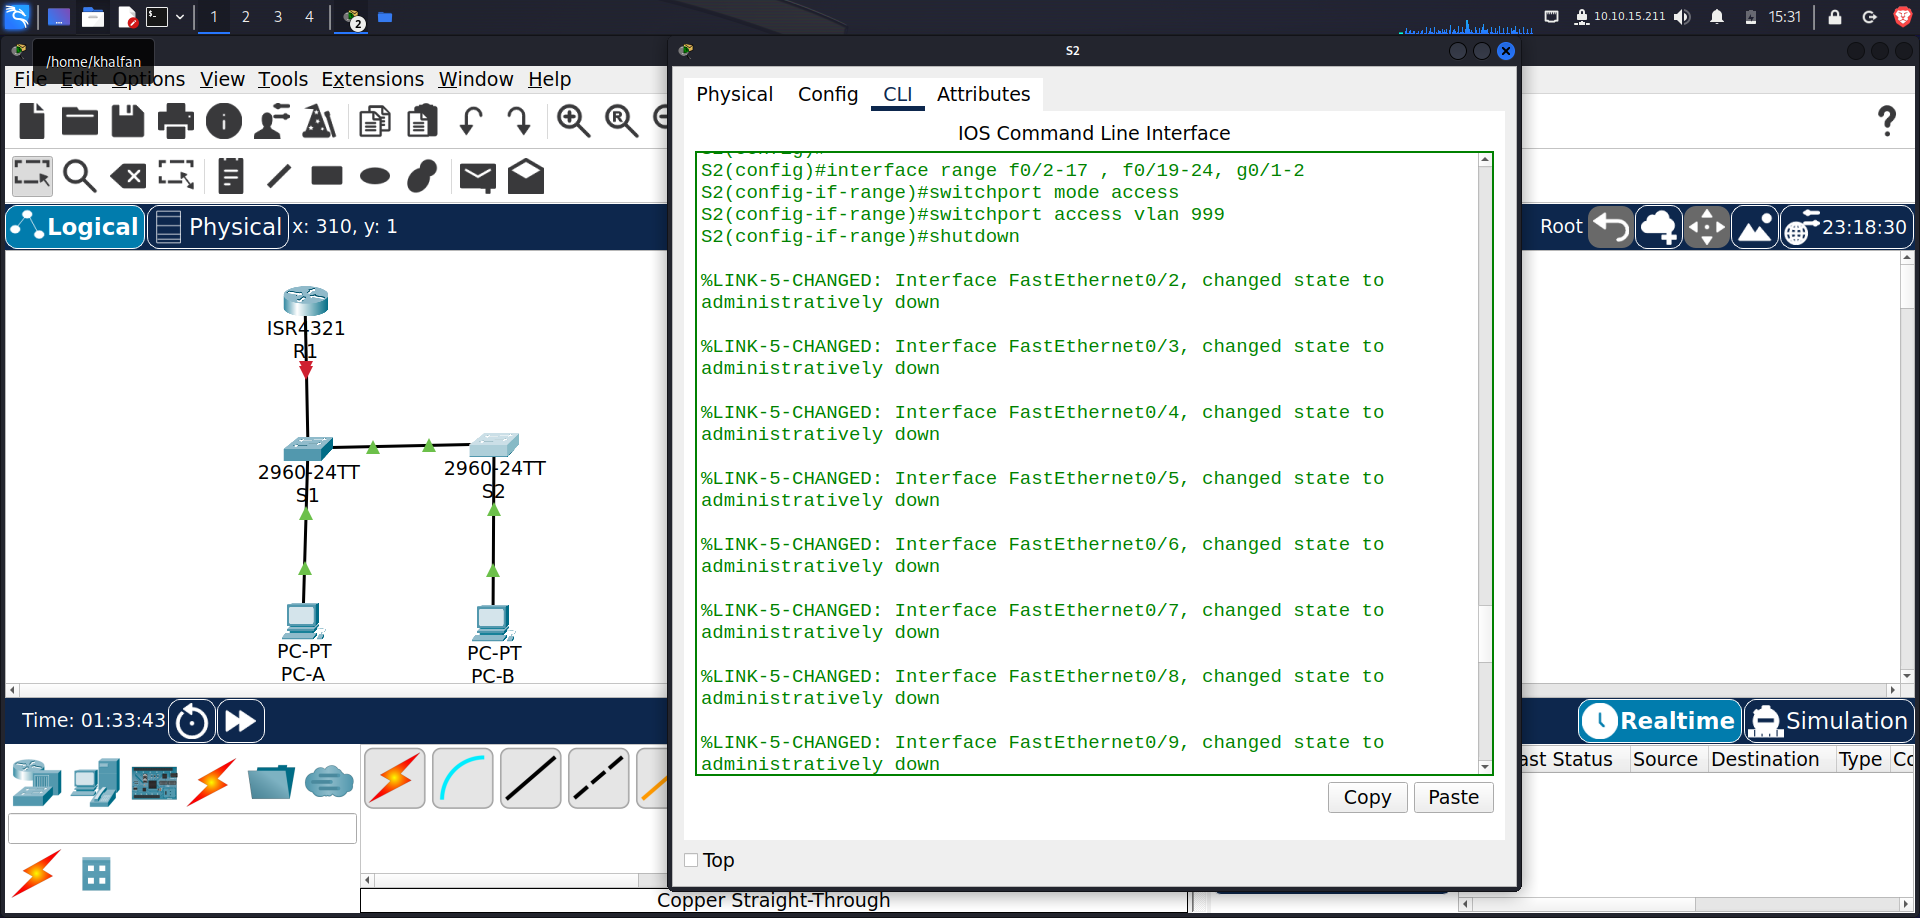 1 2 3 4
2
10.10.15.211
15:31
/home/khalfan
S2
File Edit Options View Tools Extensions Window Help
Physical Config CLI Attributes
IOS Command Line Interface
S2(config)#interface range f0/2-17 , f0/19-24, g0/1-2
S2(config-if-range)#switchport mode access
S2(config-if-range)#switchport access vlan 999
S2(config-if-range)#shutdown
%LINK-5-CHANGED: Interface FastEthernet0/2, changed state to
administratively down
%LINK-5-CHANGED: Interface FastEthernet0/3, changed state to
administratively down
%LINK-5-CHANGED: Interface FastEthernet0/4, changed state to
administratively down
%LINK-5-CHANGED: Interface FastEthernet0/5, changed state to
administratively down
%LINK-5-CHANGED: Interface FastEthernet0/6, changed state to
administratively down
%LINK-5-CHANGED: Interface FastEthernet0/7, changed state to
administratively down
%LINK-5-CHANGED: Interface FastEthernet0/8, changed state to
administratively down
%LINK-5-CHANGED: Interface FastEthernet0/9, changed state to
administratively down
Copy Paste
Top
Logical Physical x: 310, y: 1
Root 23:18:30
ISR4321
R1
2960-24TT
S1
2960-24TT
S2
PC-PT
PC-A
PC-PT
PC-B
Time: 01:33:43
Realtime Simulation
ast Status Source Destination Type Co
Copper Straight-Through